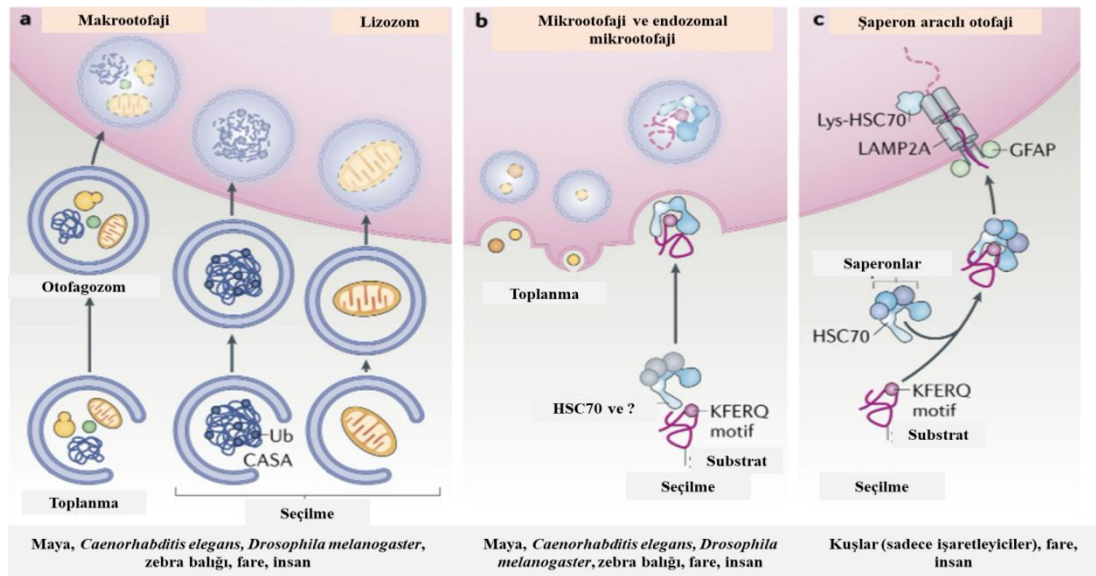 a
Makrootofaji
Lizozom
Otofagozom
Ub
CASA
Toplanma
Seçilme
Maya, Caenorhabditis elegans, Drosophila melanogaster,
zebra balığı, fare, insan
b
Mikrootofaji ve endozomal
mikrootofaji
Toplanma
HSC70 ve ?
KFERQ
motif
Substrat
Seçilme
Maya, Caenorhabditis elegans, Drosophila
melanogaster, zebra balığı, fare, insan
c
Şaperon aracılı otofaji
Lys-HSC70
LAMP2A
GFAP
Saperonlar
HSC70
KFERQ
motif
Substrat
Seçilme
Kuşlar (sadece işaretleyiciler), fare,
insan